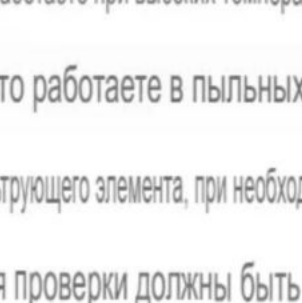 то работаете в пыльных
трующего элемента, при необход
я проверки должны быть